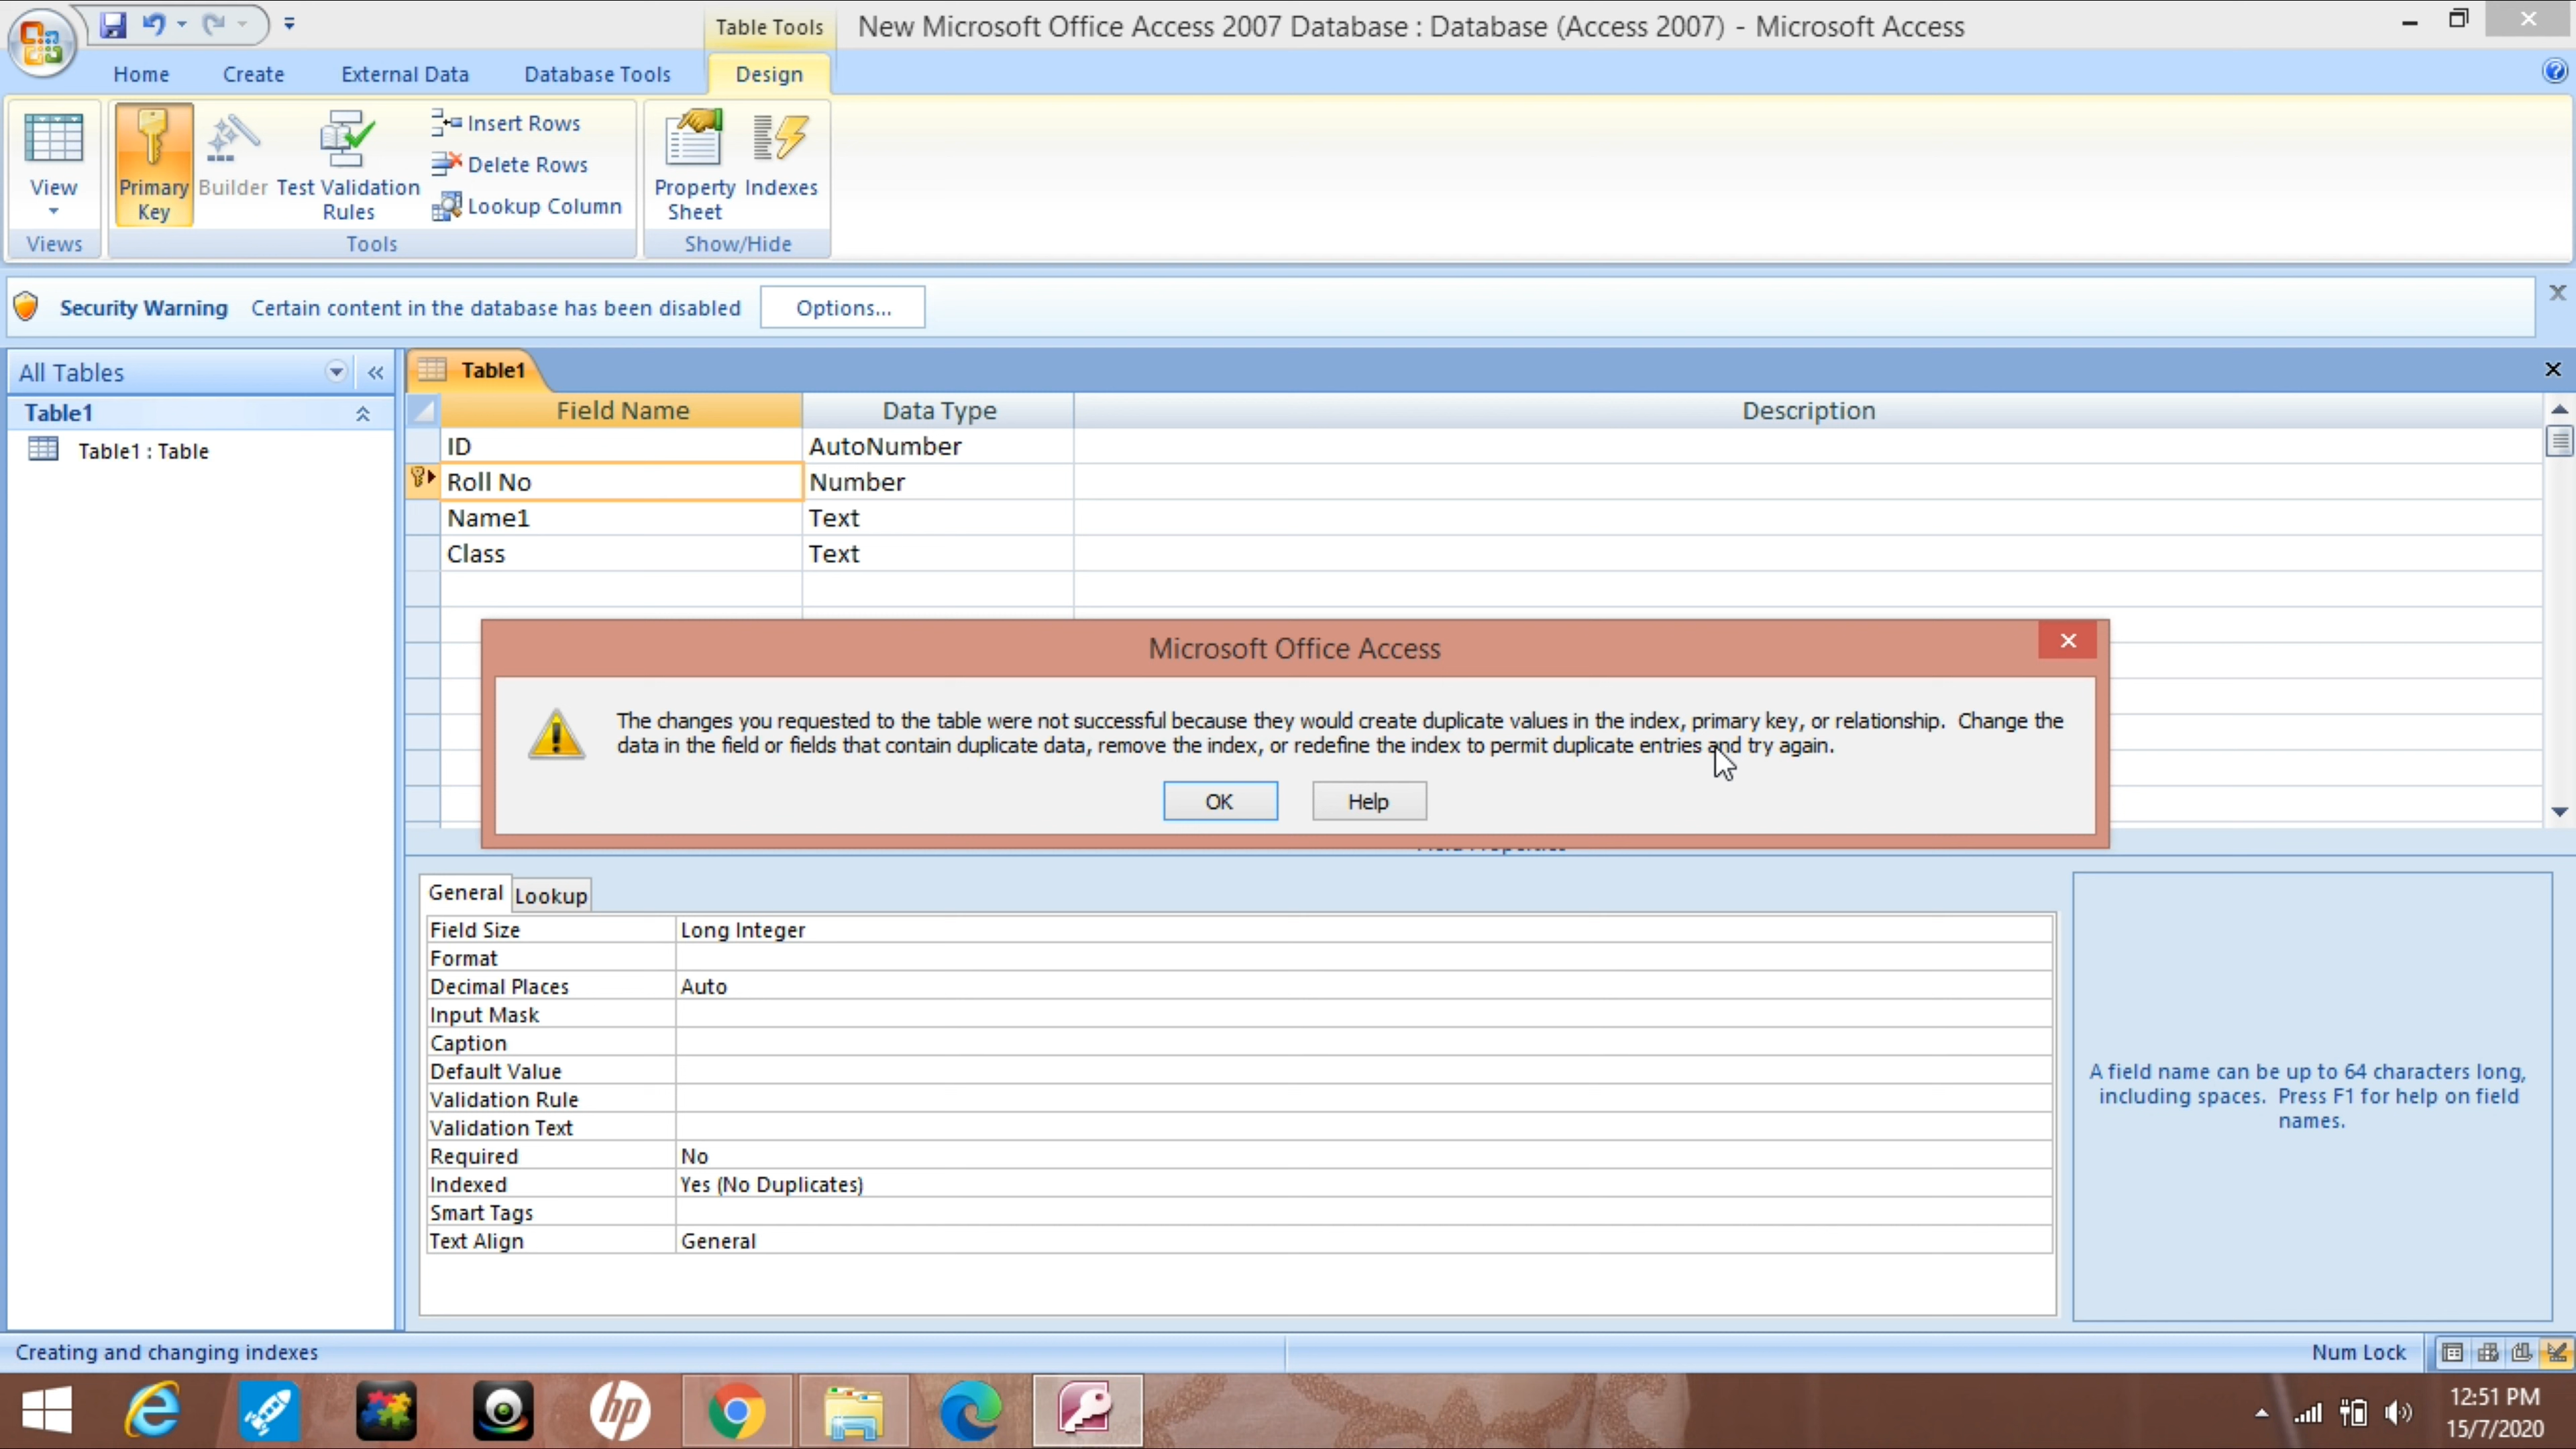 Table Tools
New Microsoft Office Access 2007 Database : Database (Access 2007) - Microsoft Access
Home
Create
External Data
Database Tools
Design
View
Primary Key
Builder
Test Validation Rules
Insert Rows
Delete Rows
Lookup Column
Property Sheet
Indexes
Views
Tools
Show/Hide
Security Warning
Certain content in the database has been disabled
Options...
All Tables
Table1
Table1 : Table
Table1
Field Name
Data Type
Description
ID
AutoNumber
Roll No
Number
Name1
Text
Class
Text
Microsoft Office Access
The changes you requested to the table were not successful because they would create duplicate values in the index, primary key, or relationship. Change the
data in the field or fields that contain duplicate data, remove the index, or redefine the index to permit duplicate entries and try again.
OK
Help
General
Lookup
Field Size
Long Integer
Format
Decimal Places
Auto
Input Mask
Caption
Default Value
Validation Rule
Validation Text
Required
No
Indexed
Yes (No Duplicates)
Smart Tags
Text Align
General
A field name can be up to 64 characters long,
including spaces. Press F1 for help on field
names.
Creating and changing indexes
Num Lock
hp
12:51 PM
15/7/2020